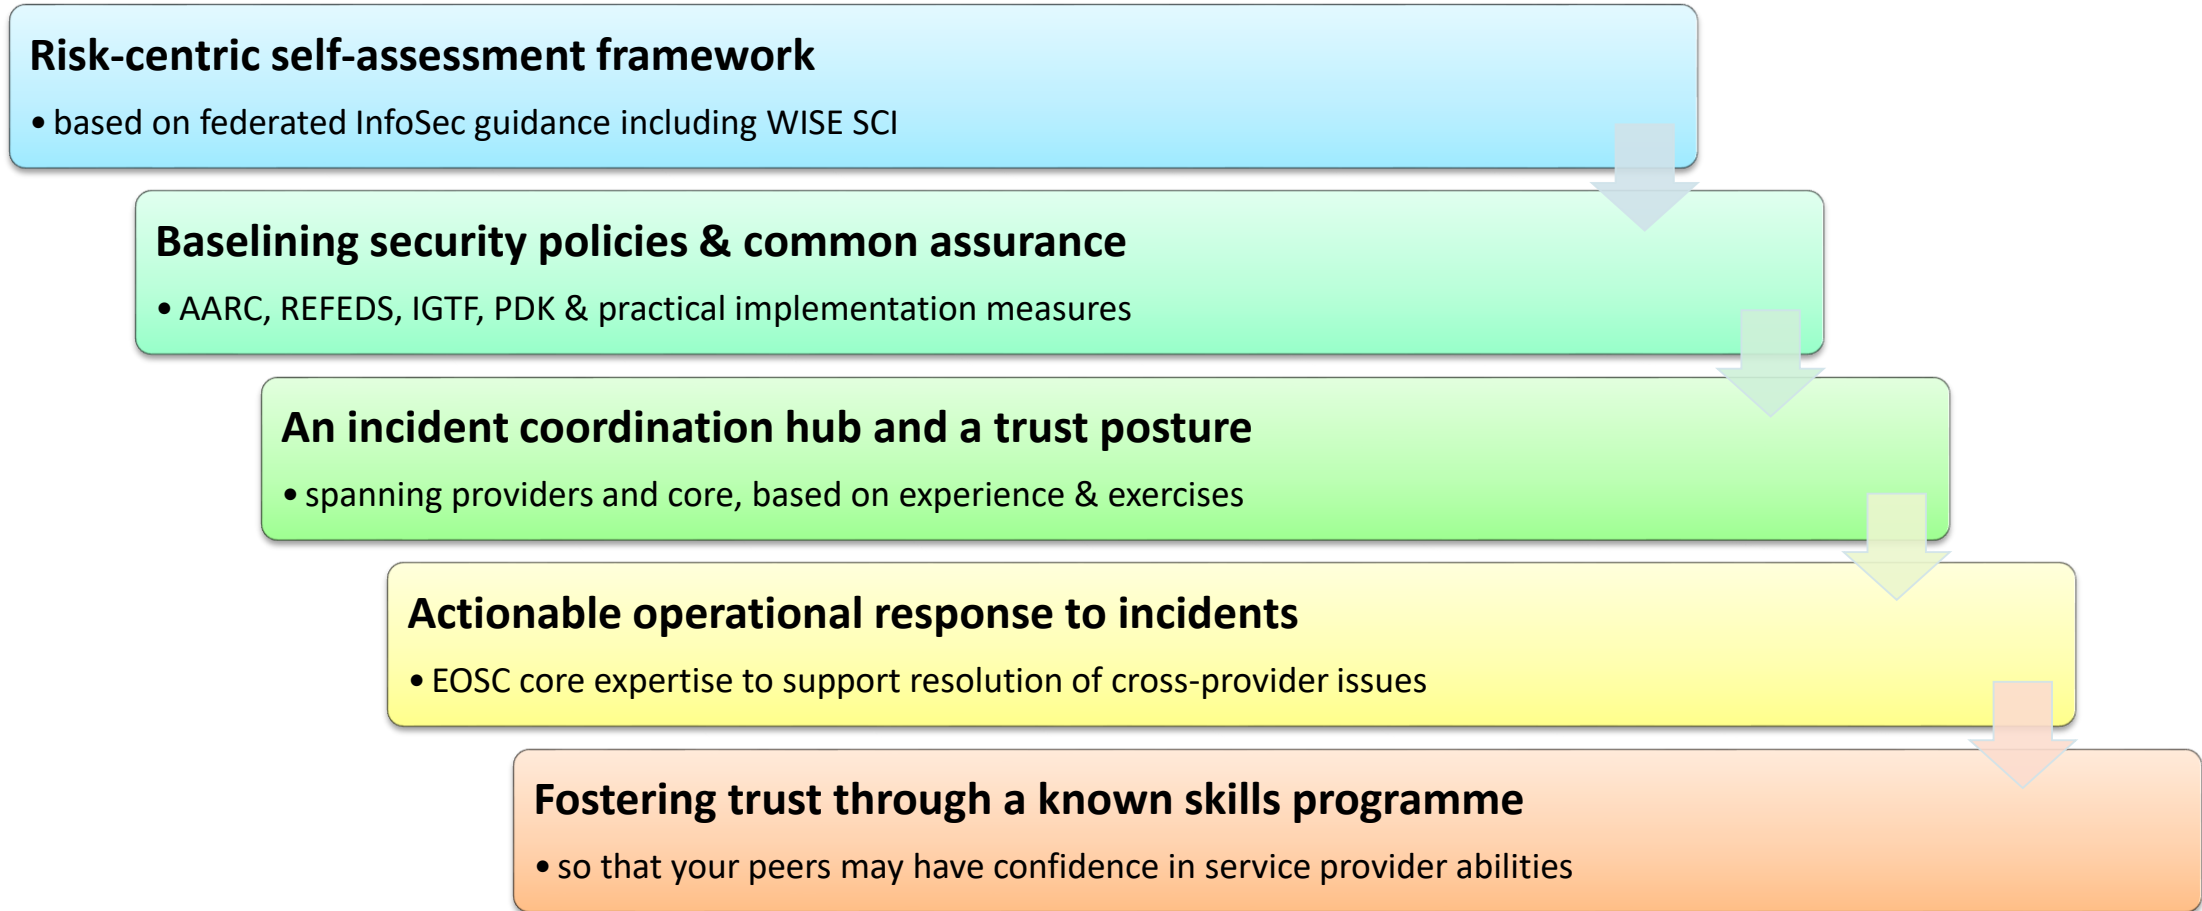 Risk-centric self-assessment framework
• based on federated InfoSec guidance including WISE SCI
Baselining security policies & common assurance
• AARC, REFEDS, IGTF, PDK & practical implementation measures
An incident coordination hub and a trust posture
• spanning providers and core, based on experience & exercises
Actionable operational response to incidents
• EOSC core expertise to support resolution of cross-provider issues
Fostering trust through a known skills programme
• so that your peers may have confidence in service provider abilities